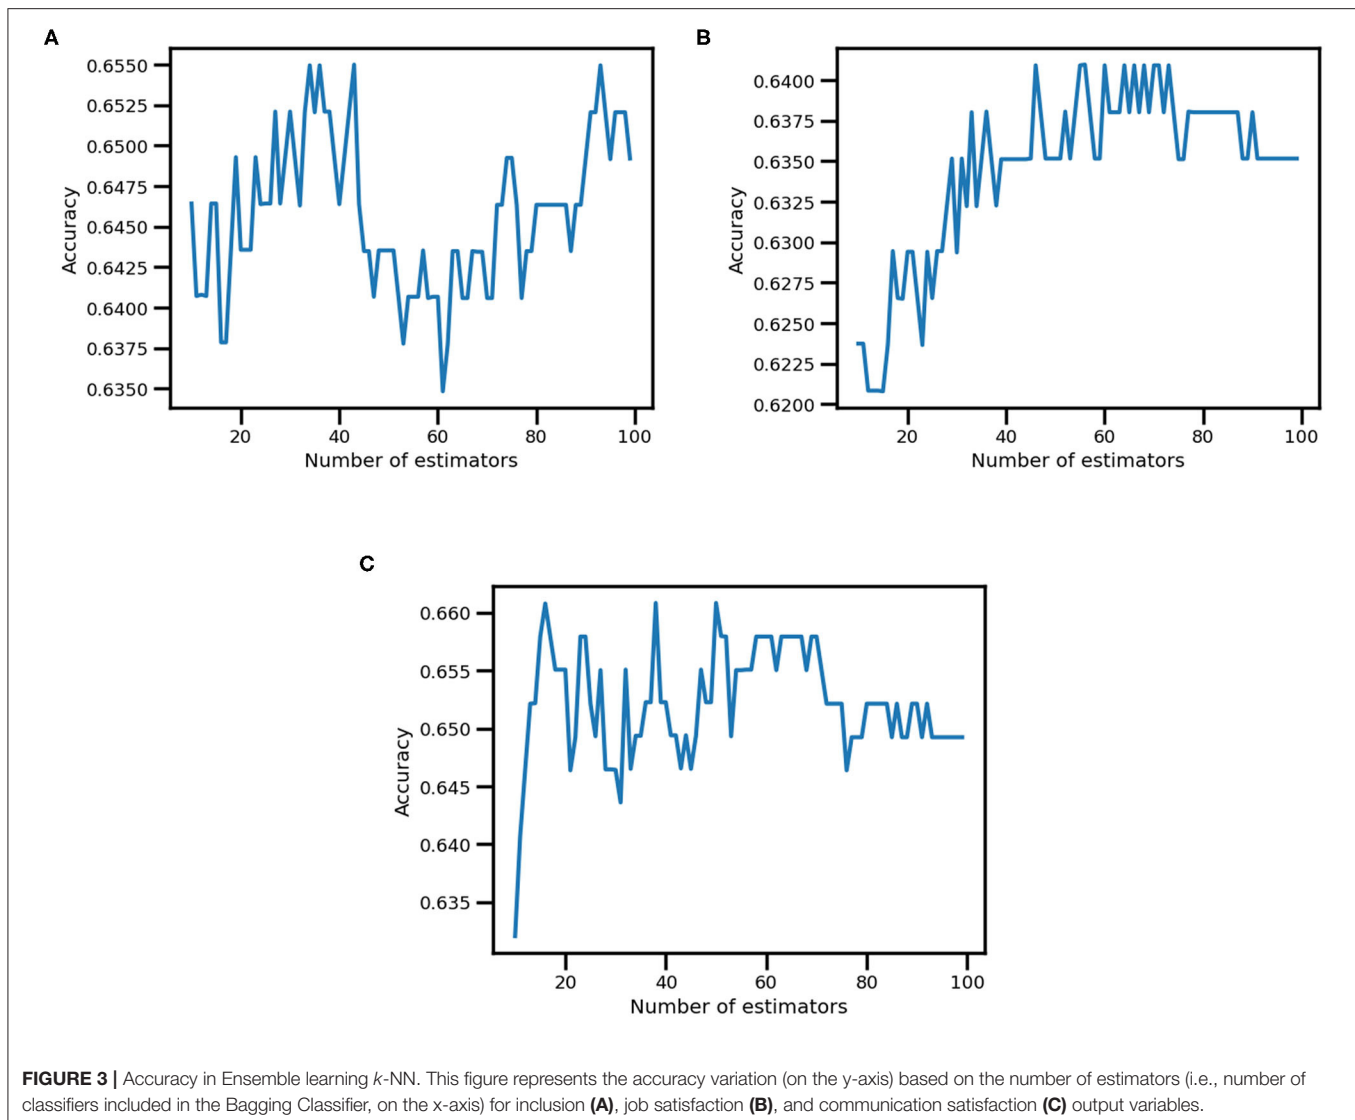 A
0.6550
0.6525
0.6500
0.6475
0.6450
0.6425
0.6400
0.6375
0.6350
Accuracy
20 40 60 80 100
Number of estimators
B
0.6400
0.6375
0.6350
0.6325
0.6300
0.6275
0.6250
0.6225
0.6200
Accuracy
20 40 60 80 100
Number of estimators
C
0.660
0.655
0.650
0.645
0.640
0.635
Accuracy
20 40 60 80 100
Number of estimators
FIGURE 3 | Accuracy in Ensemble learning k-NN. This figure represents the accuracy variation (on the y-axis) based on the number of estimators (i.e., number of
classifiers included in the Bagging Classifier, on the x-axis) for inclusion (A), job satisfaction (B), and communication satisfaction (C) output variables.